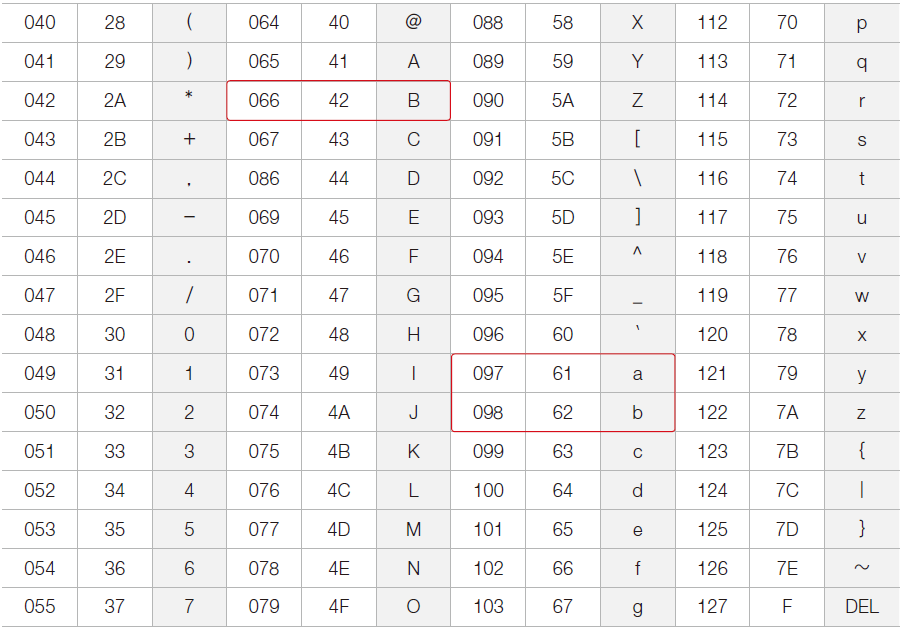 040 28 ( 064 40 @ 088 58 X 112 70 p
041 29 ) 065 41 A 089 59 Y 113 71 q
042 2A * 066 42 B 090 5A Z 114 72 r
043 2B + 067 43 C 091 5B [ 115 73 s
044 2C , 086 44 D 092 5C \ 116 74 t
045 2D − 069 45 E 093 5D ] 117 75 u
046 2E . 070 46 F 094 5E ^ 118 76 v
047 2F / 071 47 G 095 5F _ 119 77 w
048 30 0 072 48 H 096 60 ` 120 78 x
049 31 1 073 49 I 097 61 a 121 79 y
050 32 2 074 4A J 098 62 b 122 7A z
051 33 3 075 4B K 099 63 c 123 7B {
052 34 4 076 4C L 100 64 d 124 7C |
053 35 5 077 4D M 101 65 e 125 7D }
054 36 6 078 4E N 102 66 f 126 7E ~
055 37 7 079 4F O 103 67 g 127 F DEL